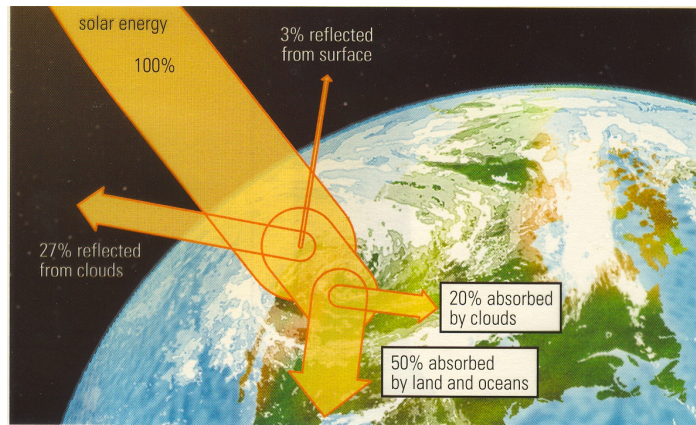 solar energy
100%
3% reflected
from surface
27% reflected
from clouds
20% absorbed
by clouds
50% absorbed
by land and oceans